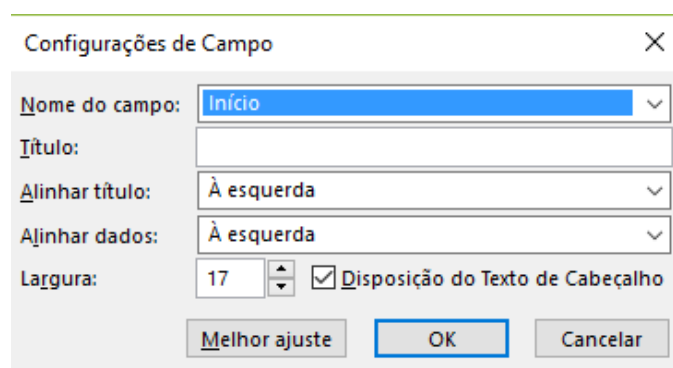 Configurações de Campo
Nome do campo: Início
Título:
Alinhar título: À esquerda
Alinhar dados: À esquerda
Largura: 17 Disposição do Texto de Cabeçalho
Melhor ajuste OK Cancelar